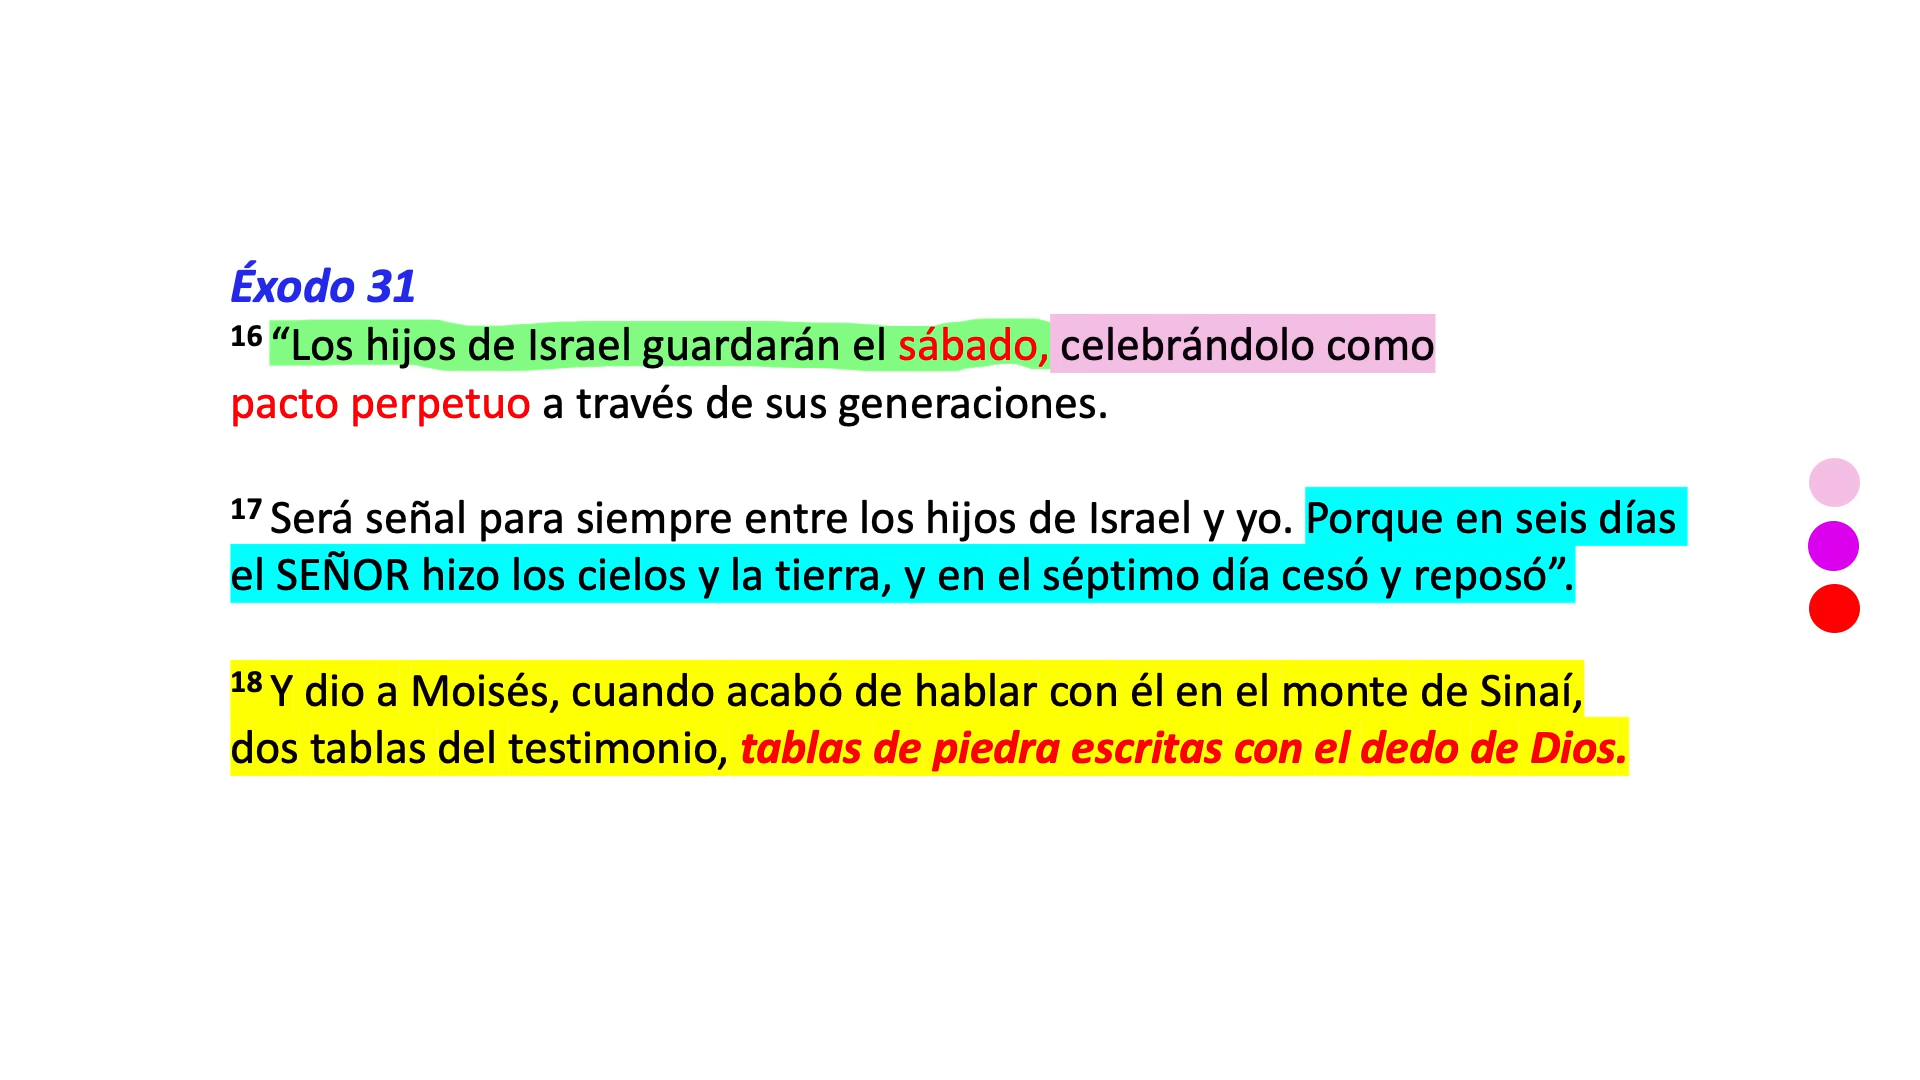 Éxodo 31
16 “Los hijos de Israel guardarán el sábado, celebrándolo como
pacto perpetuo a través de sus generaciones.
17 Será señal para siempre entre los hijos de Israel y yo. Porque en seis días
el SEÑOR hizo los cielos y la tierra, y en el séptimo día cesó y reposó”.
18 Y dio a Moisés, cuando acabó de hablar con él en el monte de Sinaí,
dos tablas del testimonio, tablas de piedra escritas con el dedo de Dios.